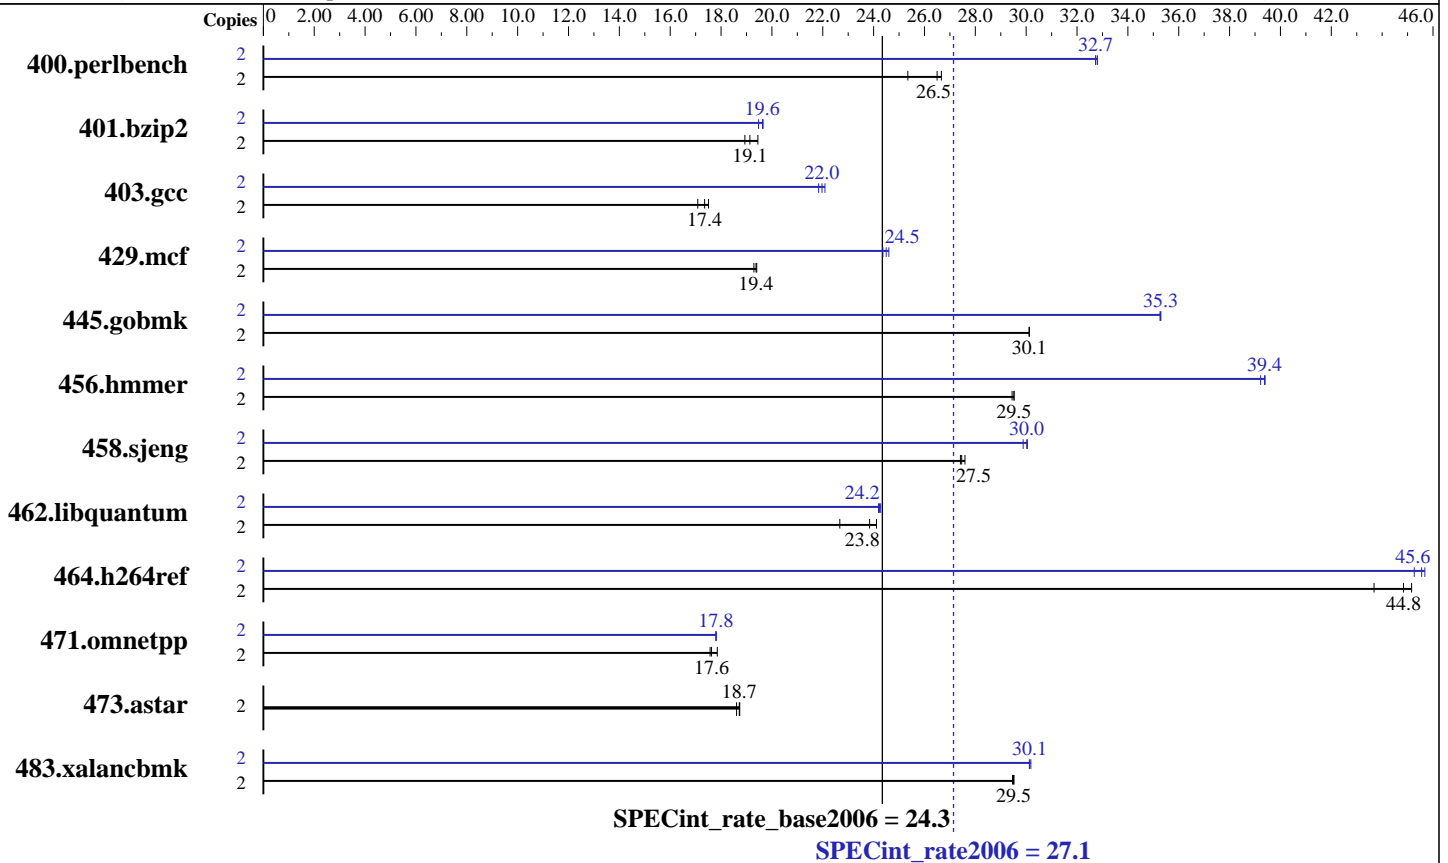 Copies 0 2.00 4.00 6.00 8.00 10.0 12.0 14.0 16.0 18.0 20.0 22.0 24.0 26.0 28.0 30.0 32.0 34.0 36.0 38.0 40.0 42.0 46.0
400.perlbench 2 32.7
2 26.5
401.bzip2 2 19.6
2 19.1
403.gcc 2 22.0
2 17.4
429.mcf 2 24.5
2 19.4
445.gobmk 2 35.3
2 30.1
456.hmmer 2 39.4
2 29.5
458.sjeng 2 30.0
2 27.5
462.libquantum 2 24.2
2 23.8
464.h264ref 2 45.6
2 44.8
471.omnetpp 2 17.8
2 17.6
473.astar 2 18.7
483.xalancbmk 2 30.1
2 29.5
SPECint_rate_base2006 = 24.3
SPECint_rate2006 = 27.1